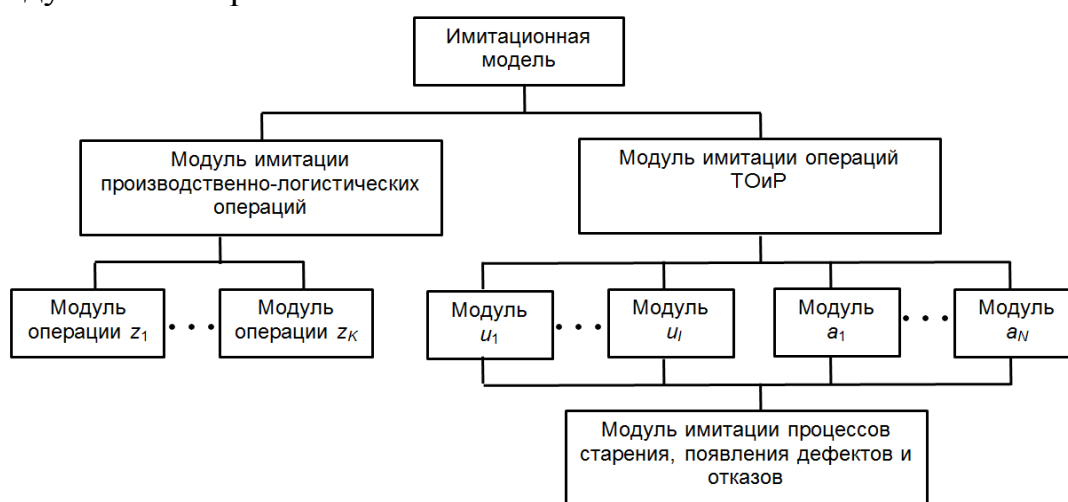 Имитационная
модель
Модуль имитации
производственно-логистических
операций
Модуль имитации операций
ТОиР
Модуль
операции z1
• • •
Модуль
операции zK
Модуль
u1
• • •
Модуль
uI
Модуль
a1
• • •
Модуль
aN
Модуль имитации процессов
старения, появления дефектов и
отказов